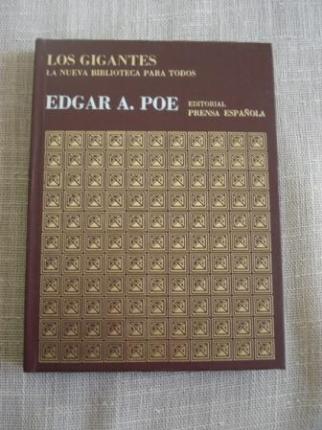 LOS GIGANTES
LA NUEVA BIBLIOTECA PARA TODOS
EDGAR A. POE
EDITORIAL
PRENSA ESPAÑOLA